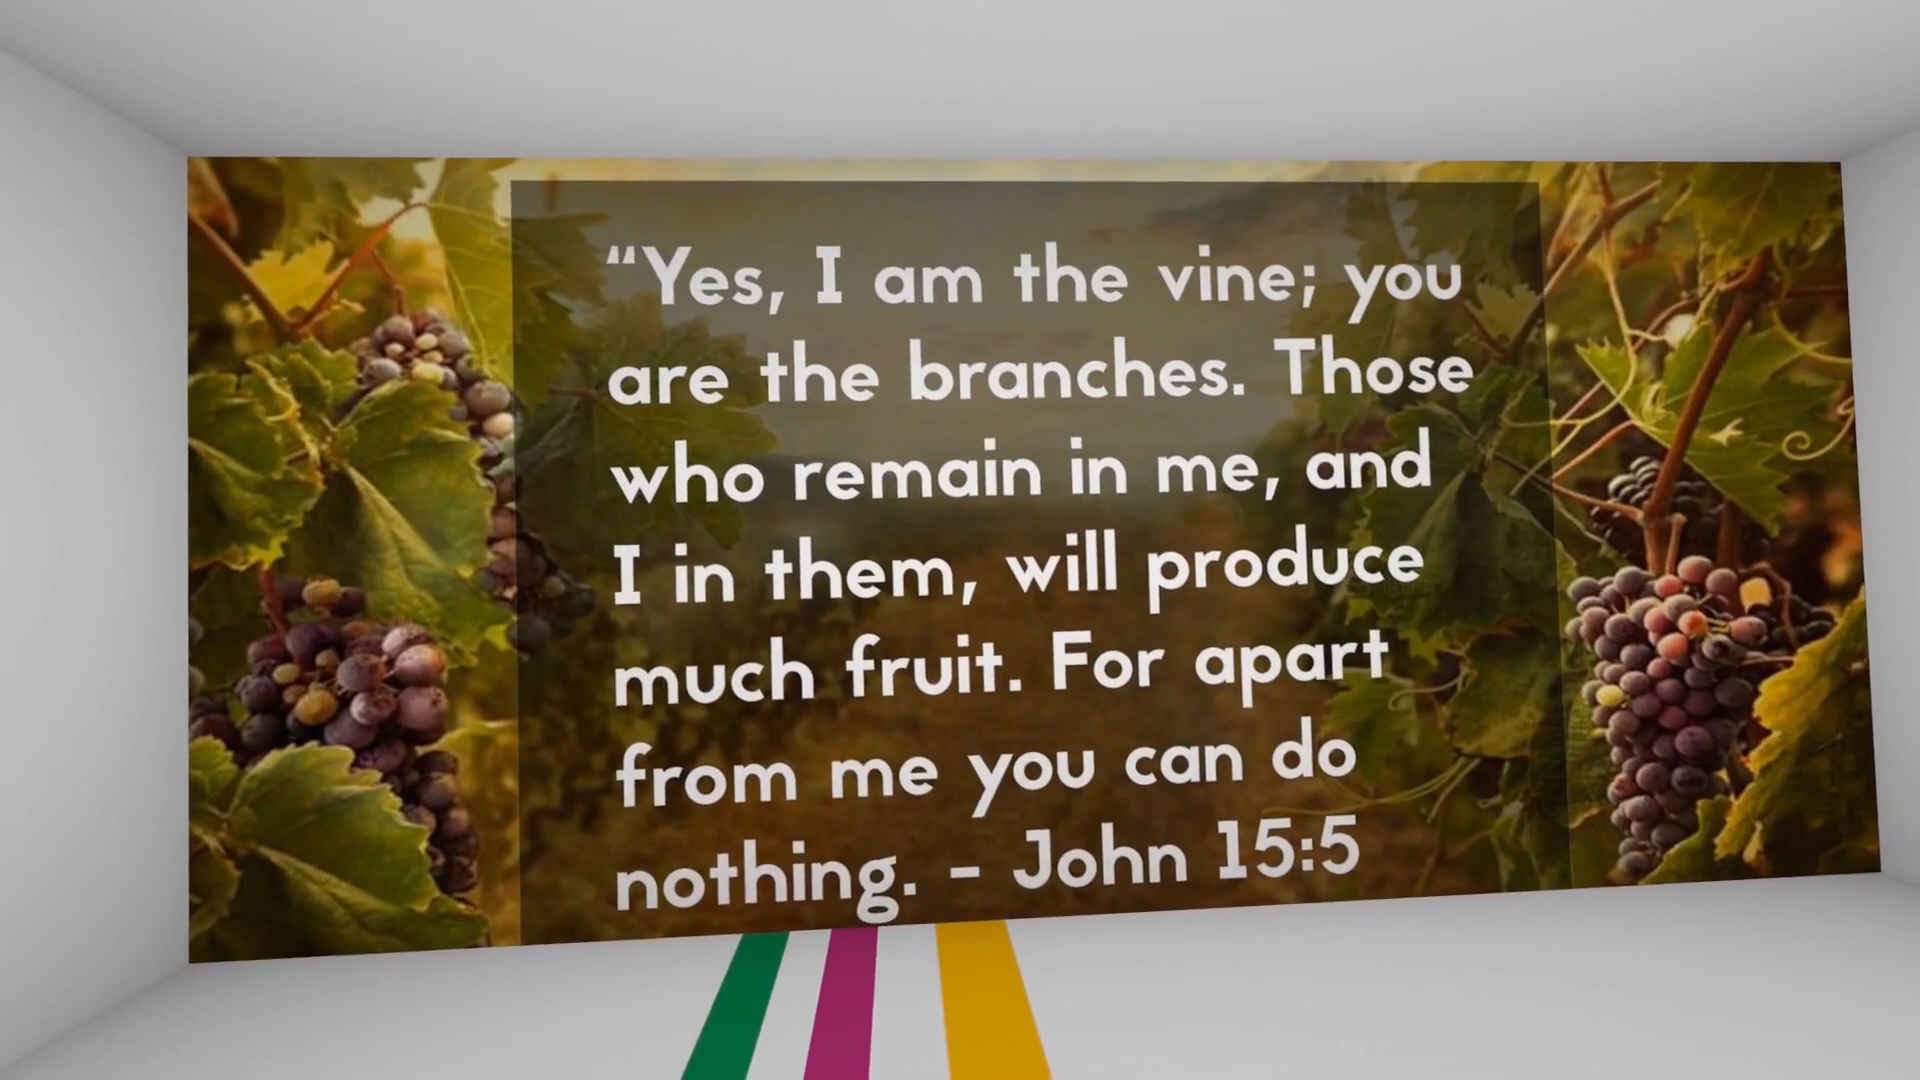 “Yes, I am the vine; you
are the branches. Those
who remain in me, and
I in them, will produce
much fruit. For apart
from me you can do
nothing. – John 15:5